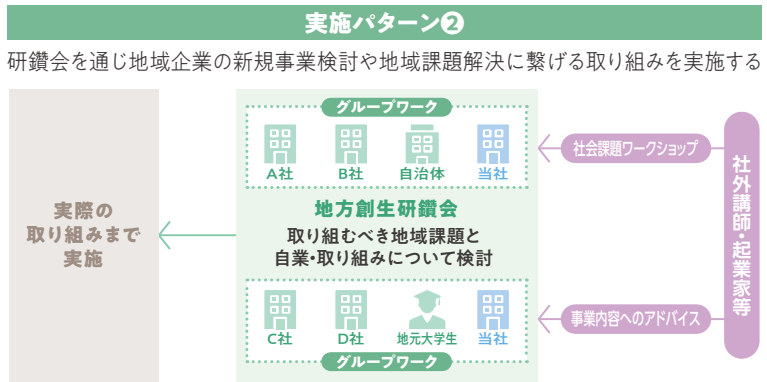 実施パターン❷
研鑽会を通じ地域企業の新規事業検討や地域課題解決に繋げる取り組みを実施する
グループワーク
A社 B社 自治体 当社
地方創生研鑽会
取り組むべき地域課題と
自業・取り組みについて検討
C社 D社 地元大学生 当社
グループワーク
実際の
取り組みまで
実施
社会課題ワークショップ
事業内容へのアドバイス
社外講師・起業家等